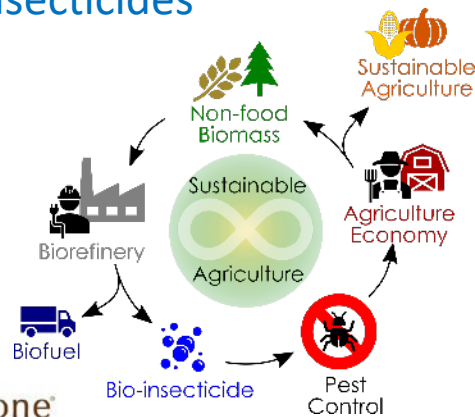 Sustainable
Agriculture
Non-food
Biomass
Sustainable
Agriculture
Agriculture
Economy
Biorefinery
Biofuel
Bio-insecticide
Pest
Control